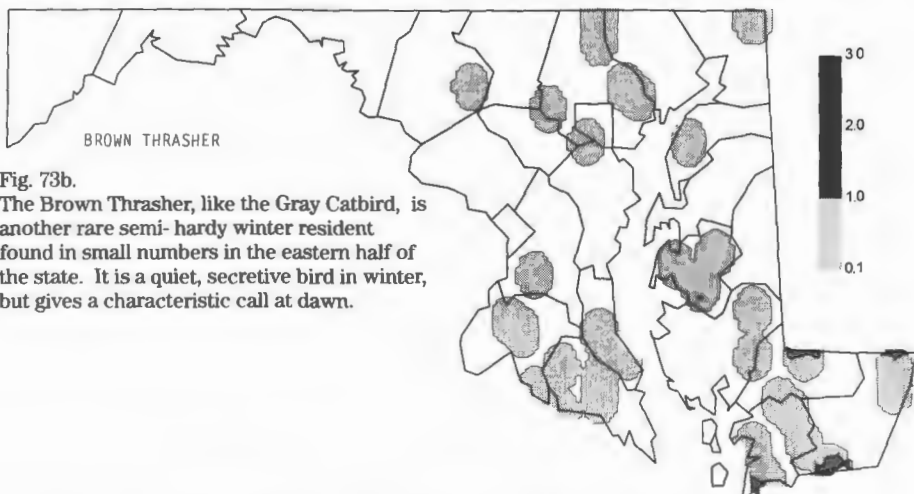 BROWN THRASHER
Fig. 73b.
The Brown Thrasher, like the Gray Catbird, is
another rare semi- hardy winter resident
found in small numbers in the eastern half of
the state. It is a quiet, secretive bird in winter,
but gives a characteristic call at dawn.
3.0
2.0
1.0
0.1